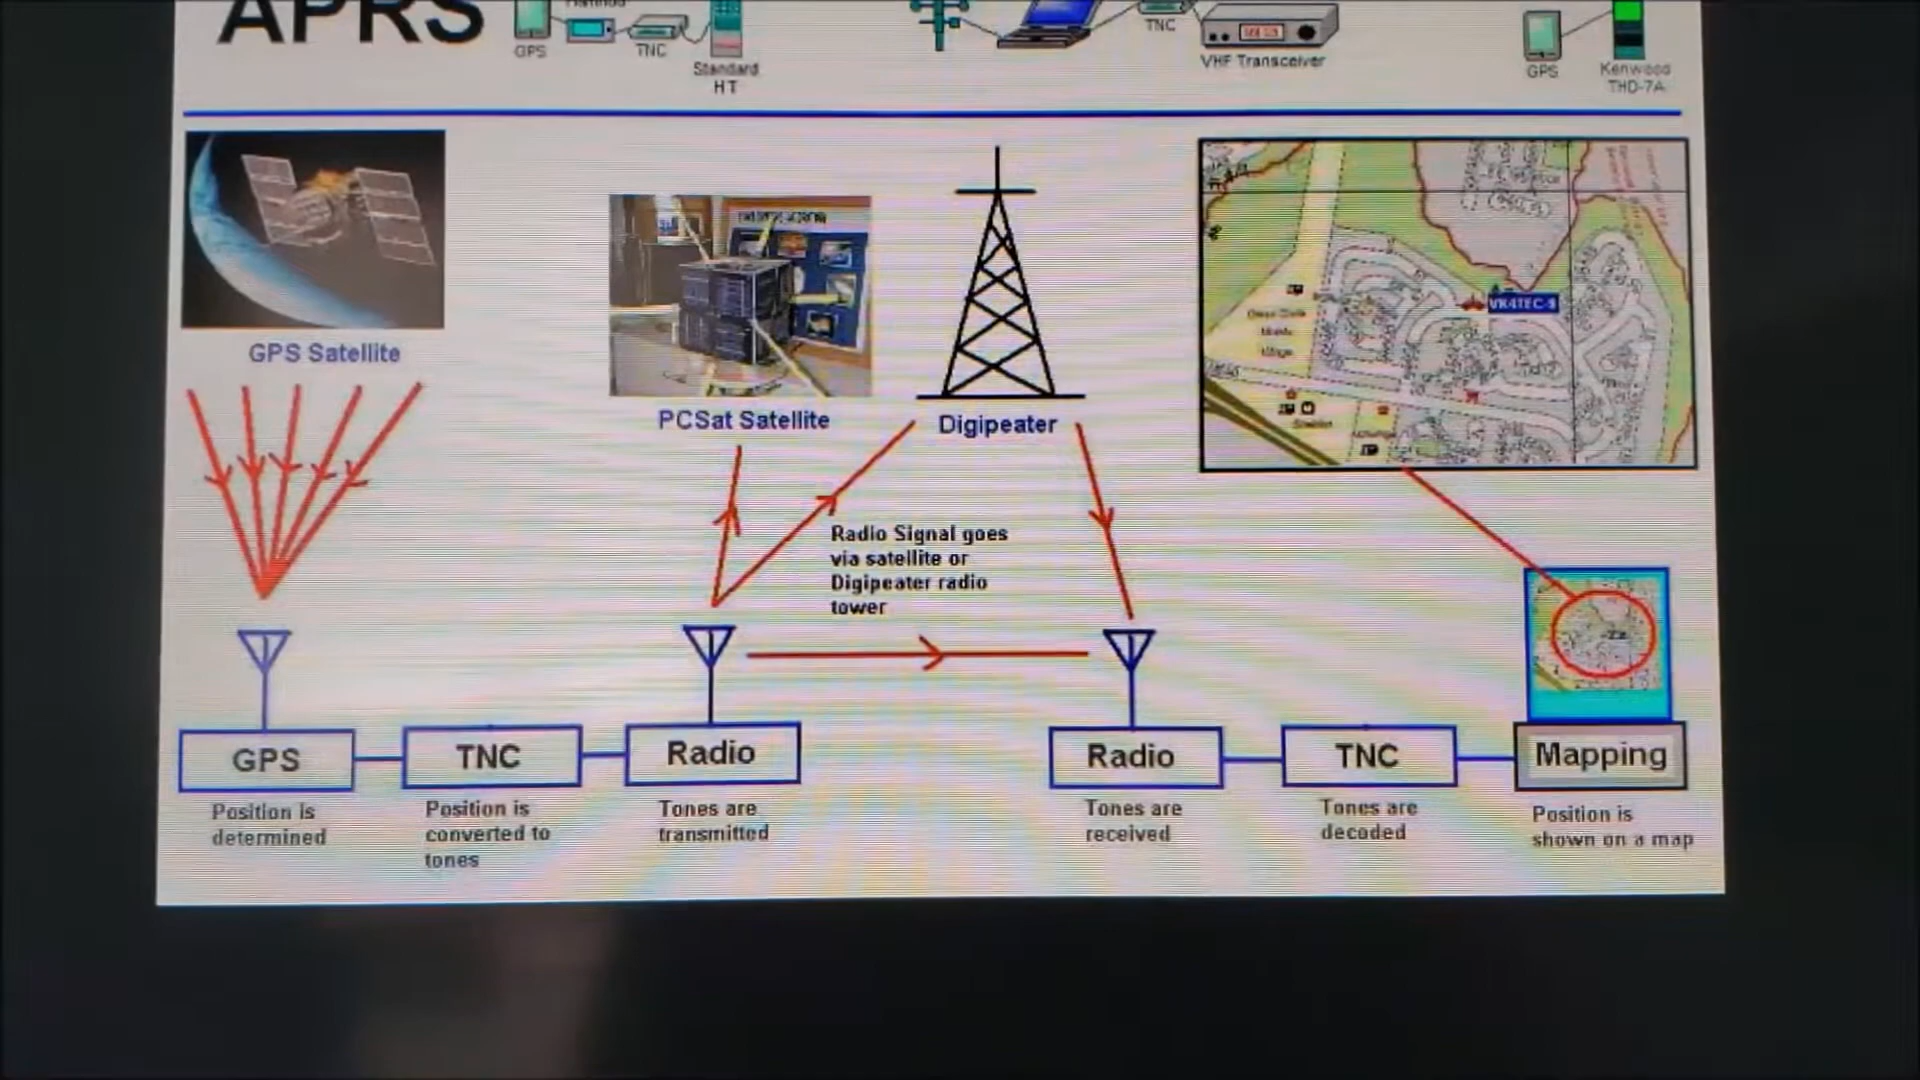 APRS
GPS
TNC
Standard
HT
TNC
VHF Transceiver
GPS
Kenwood
THD-7A
GPS Satellite
PCSat Satellite
Digipeater
VK4TEC-9
Radio Signal goes
via satellite or
Digipeater radio
tower
GPS
TNC
Radio
Radio
TNC
Mapping
Position is
determined
Position is
converted to
tones
Tones are
transmitted
Tones are
received
Tones are
decoded
Position is
shown on a map